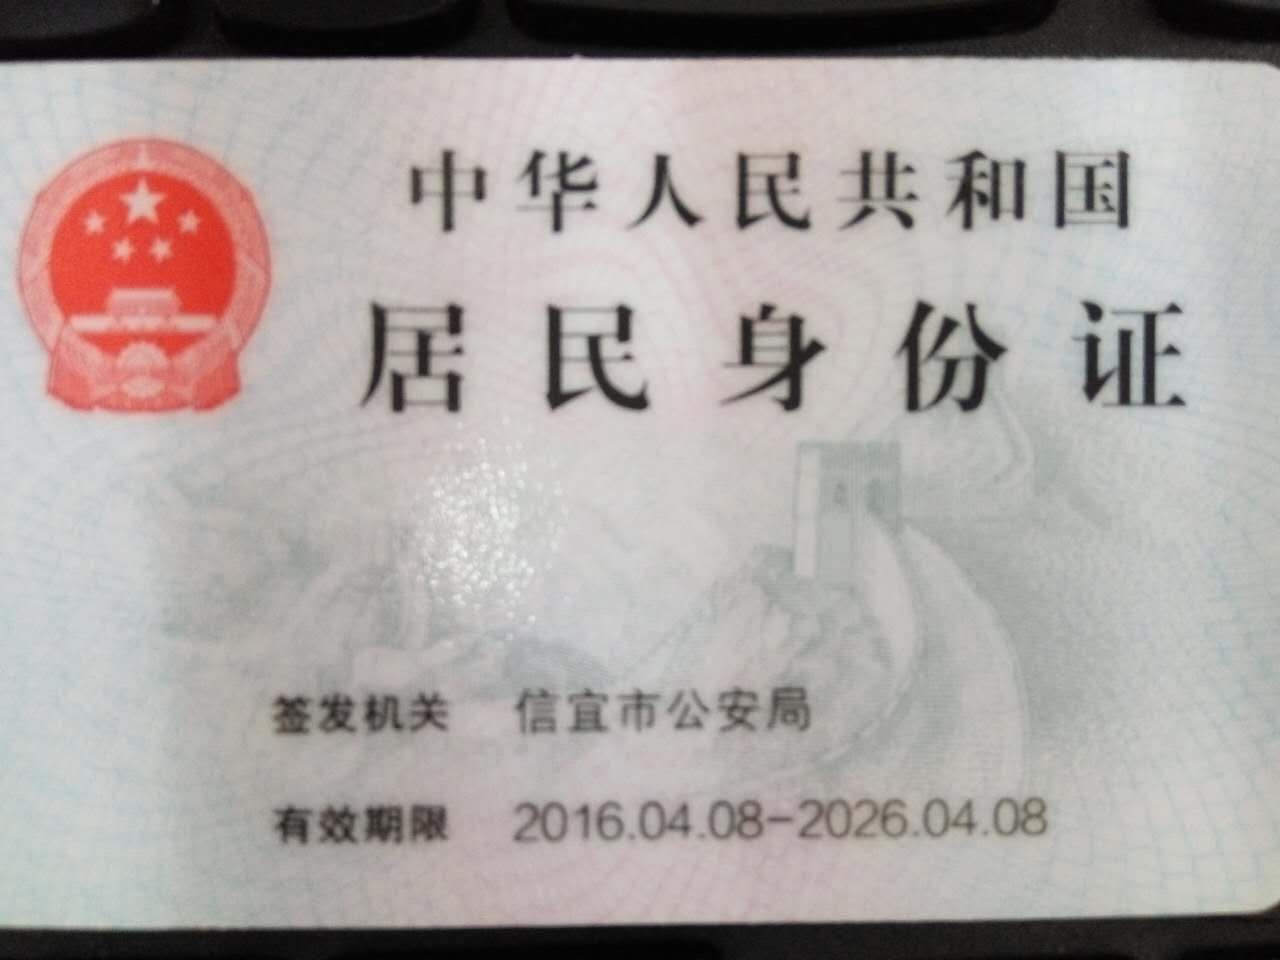 中华人民共和国
居民身份证
签发机关 信宜市公安局
有效期限 2016.04.08-2026.04.08